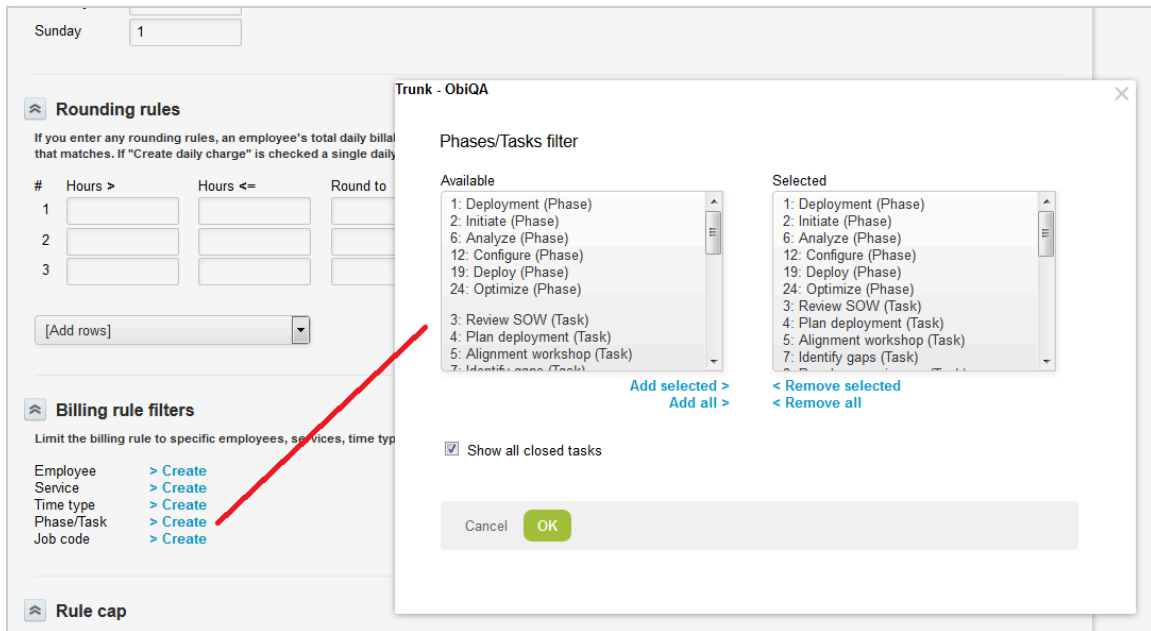 Sunday
1
Rounding rules
If you enter any rounding rules, an employee's total daily billal
that matches. If "Create daily charge" is checked a single daily
# Hours > Hours <= Round to
1
2
3
[Add rows]
Billing rule filters
Limit the billing rule to specific employees, services, time typ
Employee > Create
Service > Create
Time type > Create
Phase/Task > Create
Job code > Create
Rule cap
Trunk - ObiQA
Phases/Tasks filter
Available
1: Deployment (Phase)
2: Initiate (Phase)
6: Analyze (Phase)
12: Configure (Phase)
19: Deploy (Phase)
24: Optimize (Phase)
3: Review SOW (Task)
4: Plan deployment (Task)
5: Alignment workshop (Task)
7: Identify gaps (Task)
Add selected >
Add all >
Selected
1: Deployment (Phase)
2: Initiate (Phase)
6: Analyze (Phase)
12: Configure (Phase)
19: Deploy (Phase)
24: Optimize (Phase)
3: Review SOW (Task)
4: Plan deployment (Task)
5: Alignment workshop (Task)
7: Identify gaps (Task)
< Remove selected
< Remove all
Show all closed tasks
Cancel
OK